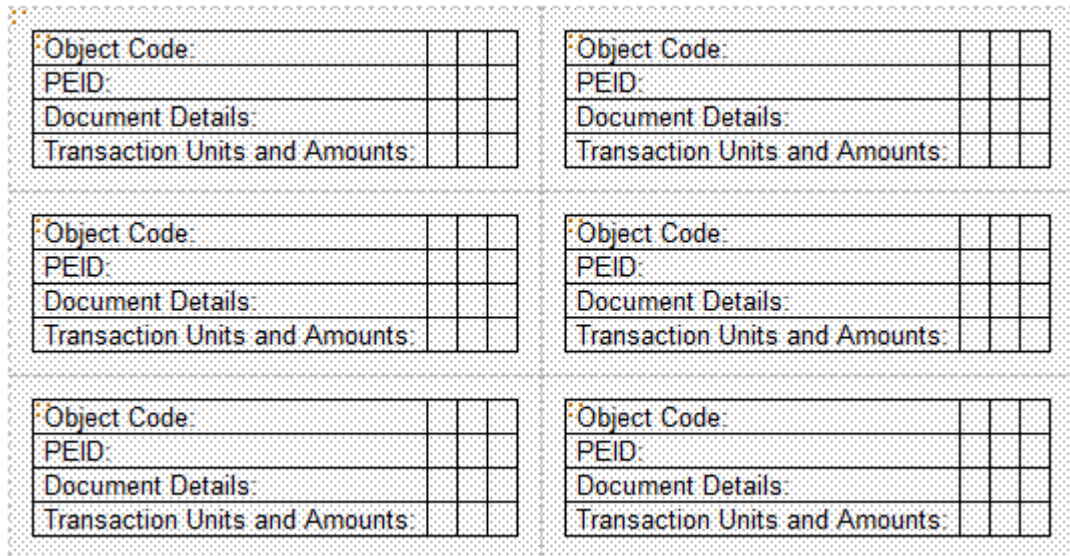 Object Code:
PEID:
Document Details:
Transaction Units and Amounts:
Object Code:
PEID:
Document Details:
Transaction Units and Amounts:
Object Code:
PEID:
Document Details:
Transaction Units and Amounts:
Object Code:
PEID:
Document Details:
Transaction Units and Amounts:
Object Code:
PEID:
Document Details:
Transaction Units and Amounts:
Object Code:
PEID:
Document Details:
Transaction Units and Amounts: